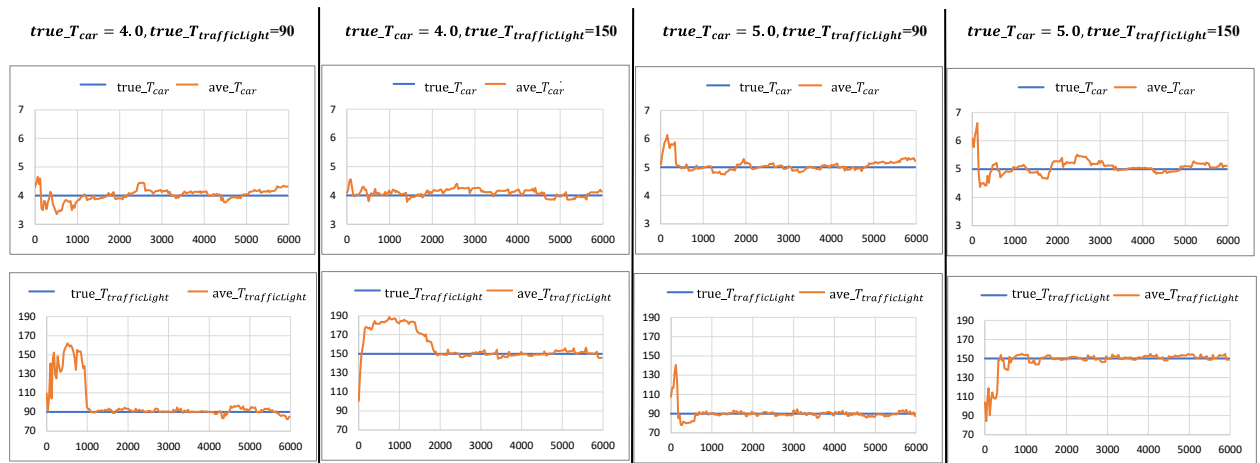 true_T_car = 4.0, true_T_trafficLight=90
true_T_car = 4.0, true_T_trafficLight=150
true_T_car = 5.0, true_T_trafficLight=90
true_T_car = 5.0, true_T_trafficLight=150
true_T_car ave_T_car
7
6
5
4
3
0 1000 2000 3000 4000 5000 6000
true_T_car ave_T_car
7
6
5
4
3
0 1000 2000 3000 4000 5000 6000
true_T_car ave_T_car
7
6
5
4
3
0 1000 2000 3000 4000 5000 6000
true_T_car ave_T_car
7
6
5
4
3
0 1000 2000 3000 4000 5000 6000
true_T_trafficLight ave_T_trafficLight
190
170
150
130
110
90
70
0 1000 2000 3000 4000 5000 6000
true_T_trafficLight ave_T_trafficLight
190
170
150
130
110
90
70
0 1000 2000 3000 4000 5000 6000
true_T_trafficLight ave_T_trafficLight
190
170
150
130
110
90
70
0 1000 2000 3000 4000 5000 6000
true_T_trafficLight ave_T_trafficLight
190
170
150
130
110
90
70
0 1000 2000 3000 4000 5000 6000